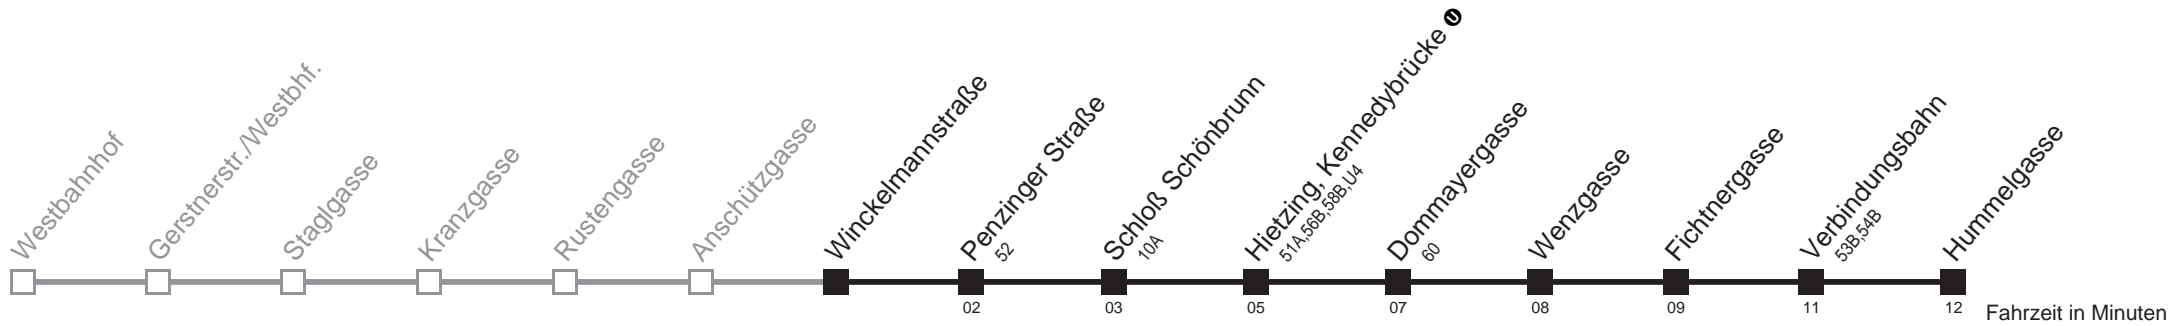 Westbahnhof
Gerstnerstr./Westbhf.
Staglgasse
Kranzgasse
Rustengasse
Anschützgasse
Winckelmannstraße
Penzinger Straße
52
Schloß Schönbrunn
10A
Hietzing, Kennedybrücke U
51A,56B,58B,U4
Dommayergasse
60
Wenzgasse
Fichtnergasse
Verbindungsbahn
53B,54B
Hummelgasse
02 03 05 07 08 09 11 12 Fahrzeit in Minuten